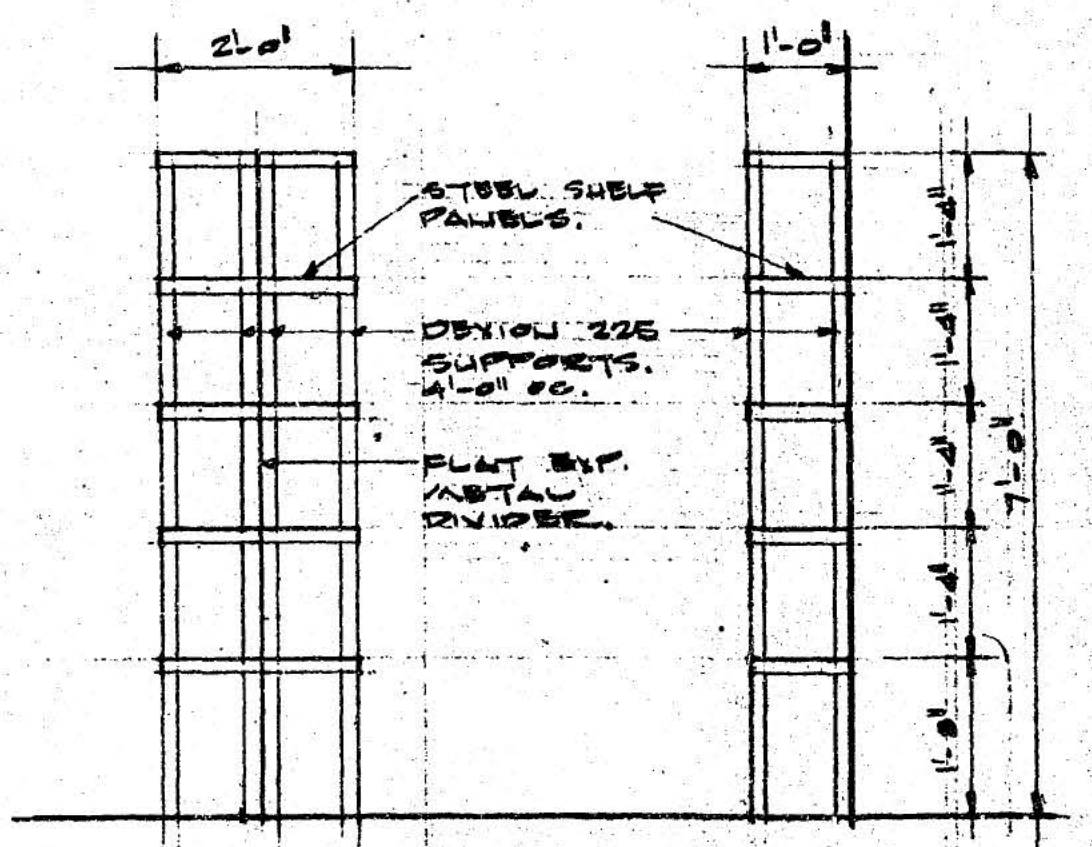 2'-0"
1'-0"
STEEL SHELF
PANELS.
1'-4"
DEXION 225
SUPPORTS.
4'-0" OC.
1'-4"
FLAT EXP.
METAL
DIVIDER.
1'-4"
7'-0"
1'-4"
1'-8"